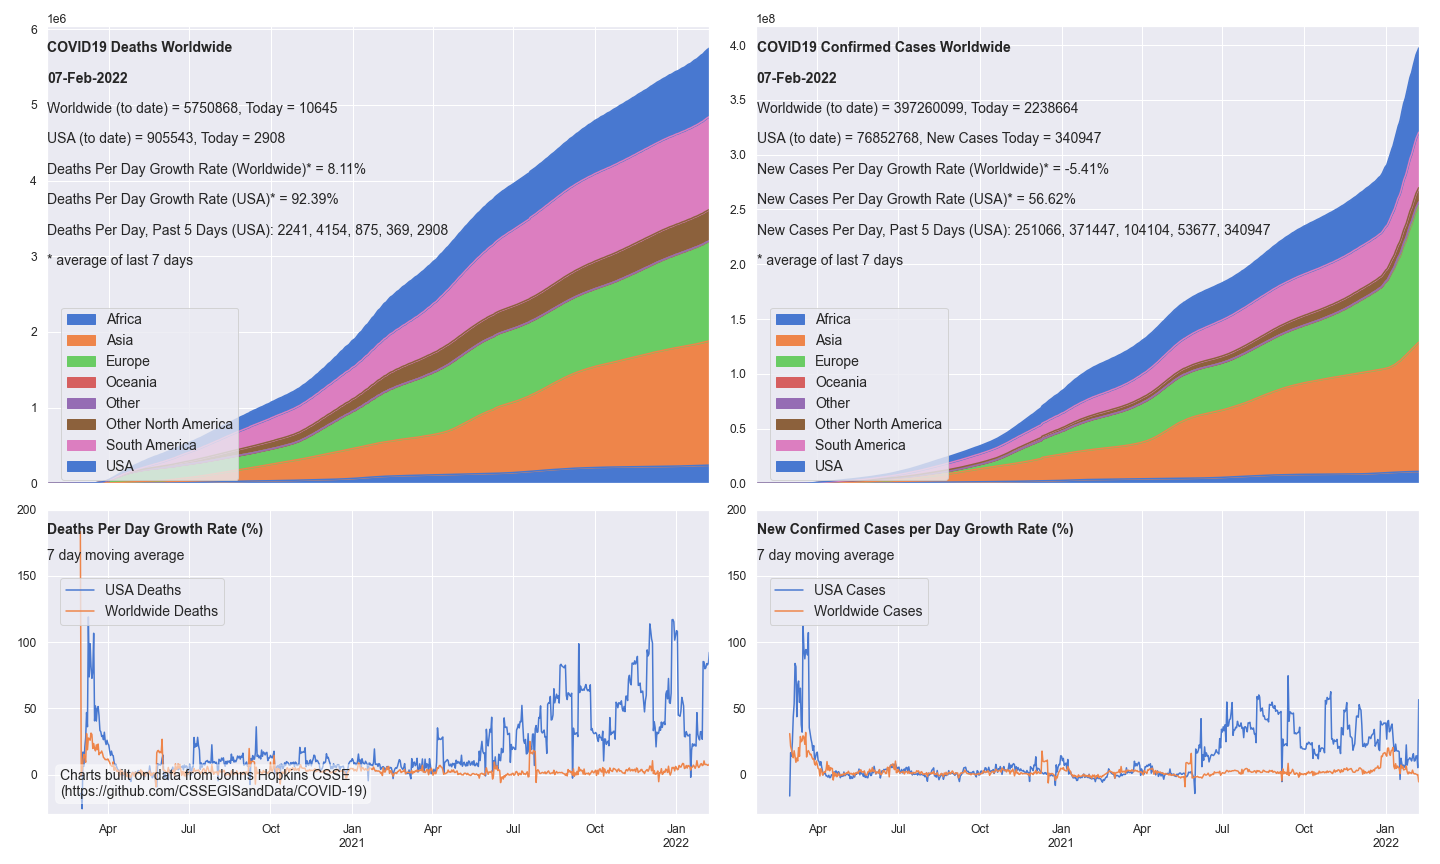 1e6
6
5
4
3
2
1
0
COVID19 Deaths Worldwide
07-Feb-2022
Worldwide (to date) = 5750868, Today = 10645
USA (to date) = 905543, Today = 2908
Deaths Per Day Growth Rate (Worldwide)* = 8.11%
Deaths Per Day Growth Rate (USA)* = 92.39%
Deaths Per Day, Past 5 Days (USA): 2241, 4154, 875, 369, 2908
* average of last 7 days
Africa
Asia
Europe
Oceania
Other
Other North America
South America
USA
1e8
4.0
3.5
3.0
2.5
2.0
1.5
1.0
0.5
0.0
COVID19 Confirmed Cases Worldwide
07-Feb-2022
Worldwide (to date) = 397260099, Today = 2238664
USA (to date) = 76852768, New Cases Today = 340947
New Cases Per Day Growth Rate (Worldwide)* = -5.41%
New Cases Per Day Growth Rate (USA)* = 56.62%
New Cases Per Day, Past 5 Days (USA): 251066, 371447, 104104, 53677, 340947
* average of last 7 days
Africa
Asia
Europe
Oceania
Other
Other North America
South America
USA
200
150
100
50
0
Deaths Per Day Growth Rate (%)
7 day moving average
USA Deaths
Worldwide Deaths
Charts built on data from Johns Hopkins CSSE
(https://github.com/CSSEGISandData/COVID-19)
Apr Jul Oct Jan Apr Jul Oct Jan
2021 2022
200
150
100
50
0
New Confirmed Cases per Day Growth Rate (%)
7 day moving average
USA Cases
Worldwide Cases
Apr Jul Oct Jan Apr Jul Oct Jan
2021 2022